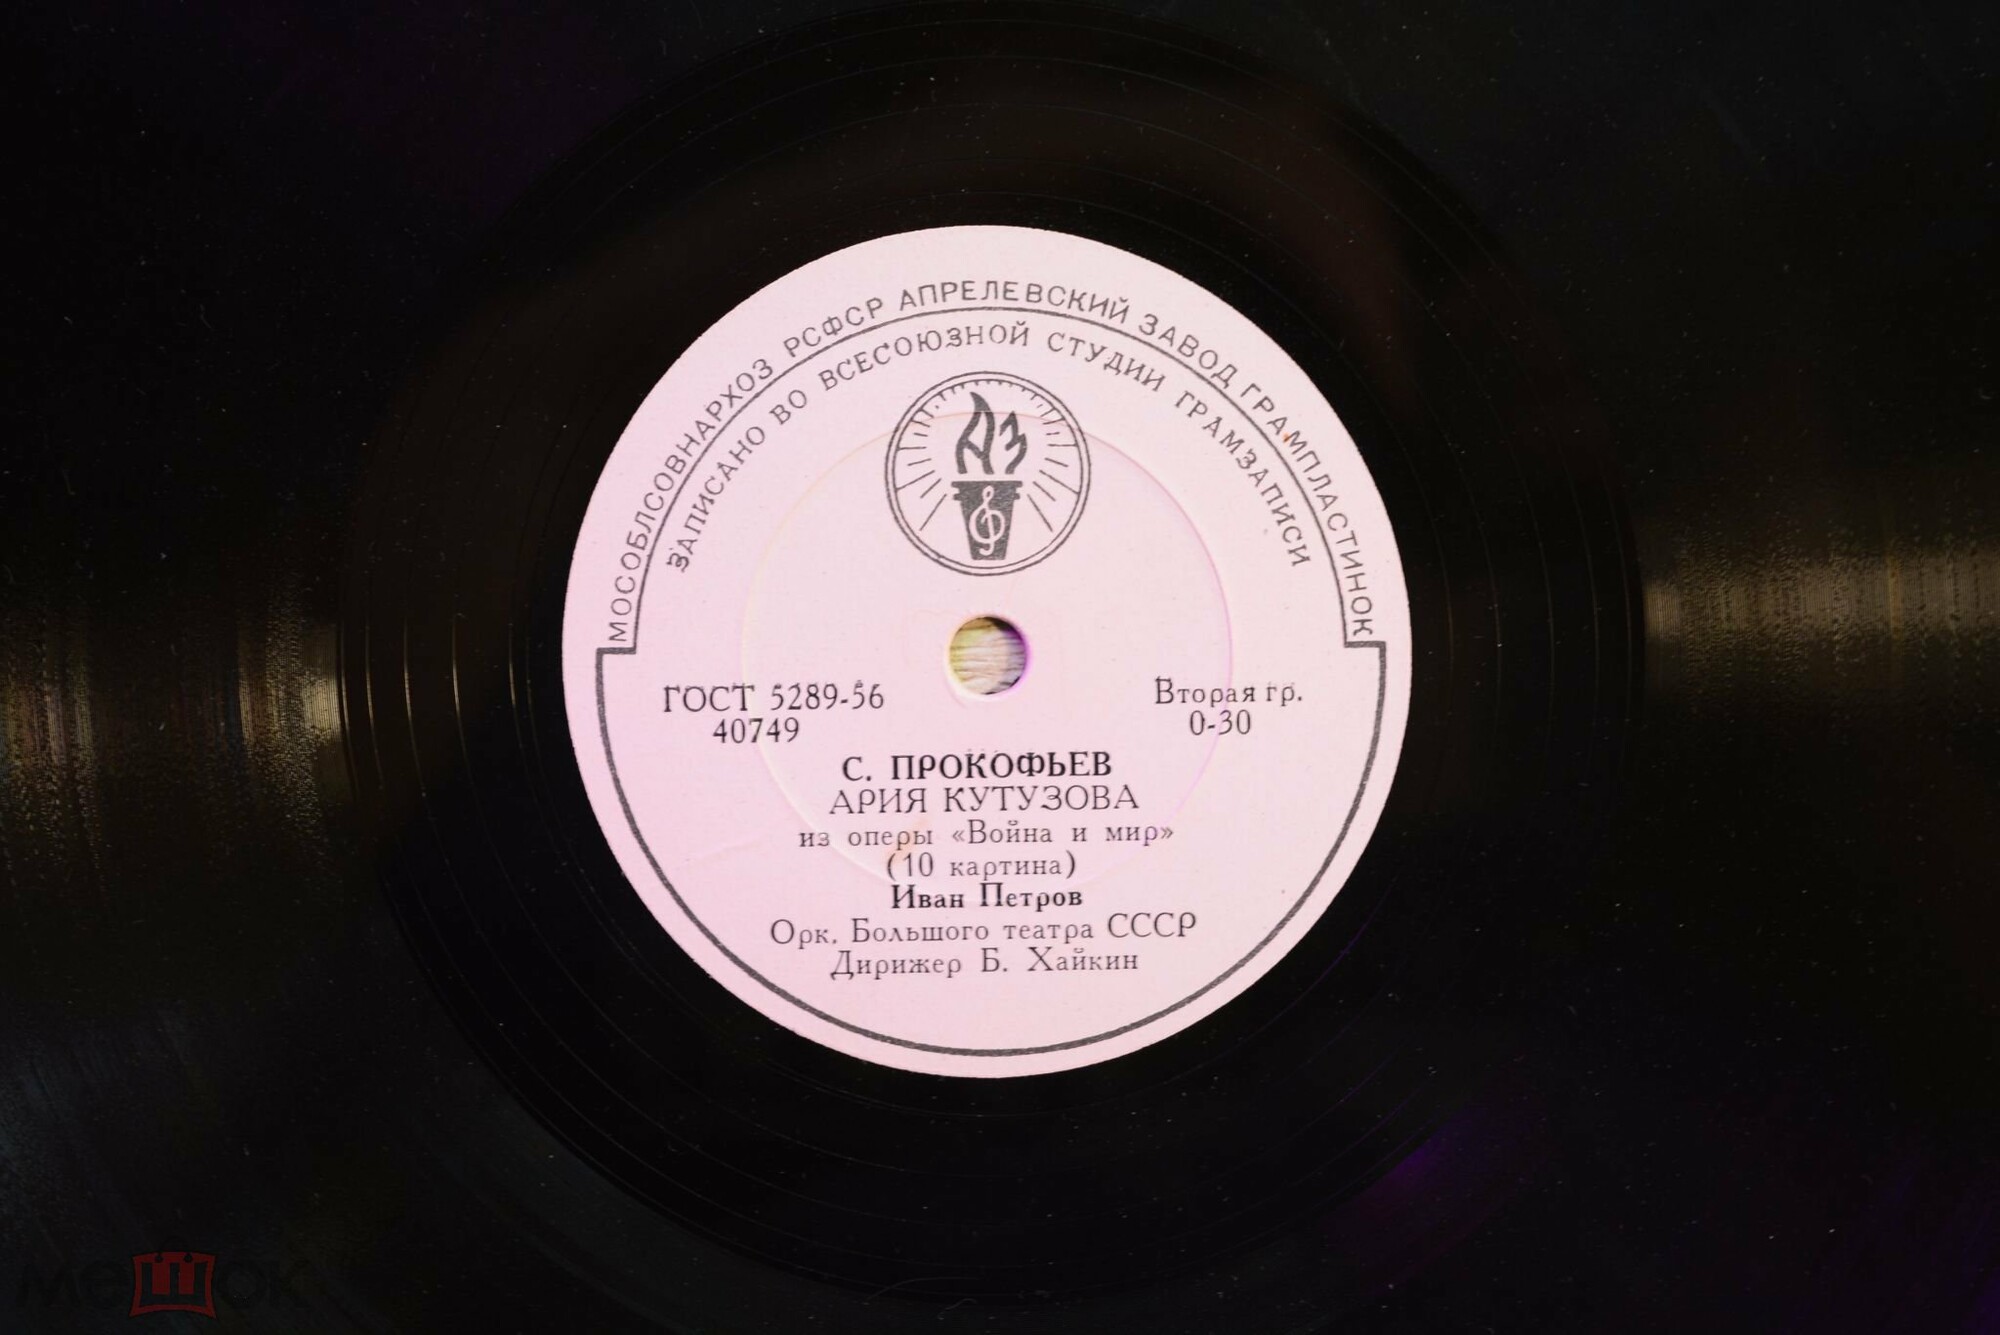 МОСОБЛСОВНАРХОЗ РСФСР АПРЕЛЕВСКИЙ ЗАВОД ГРАМПЛАСТИНОК
ЗАПИСАНО ВО ВСЕСОЮЗНОЙ СТУДИИ ГРАМЗАПИСИ
АЗ
ГОСТ 5289-56
40749
Вторая гр.
0-30
С. ПРОКОФЬЕВ
АРИЯ КУТУЗОВА
из оперы «Война и мир»
(10 картина)
Иван Петров
Орк. Большого театра СССР
Дирижер Б. Хайкин
мешок